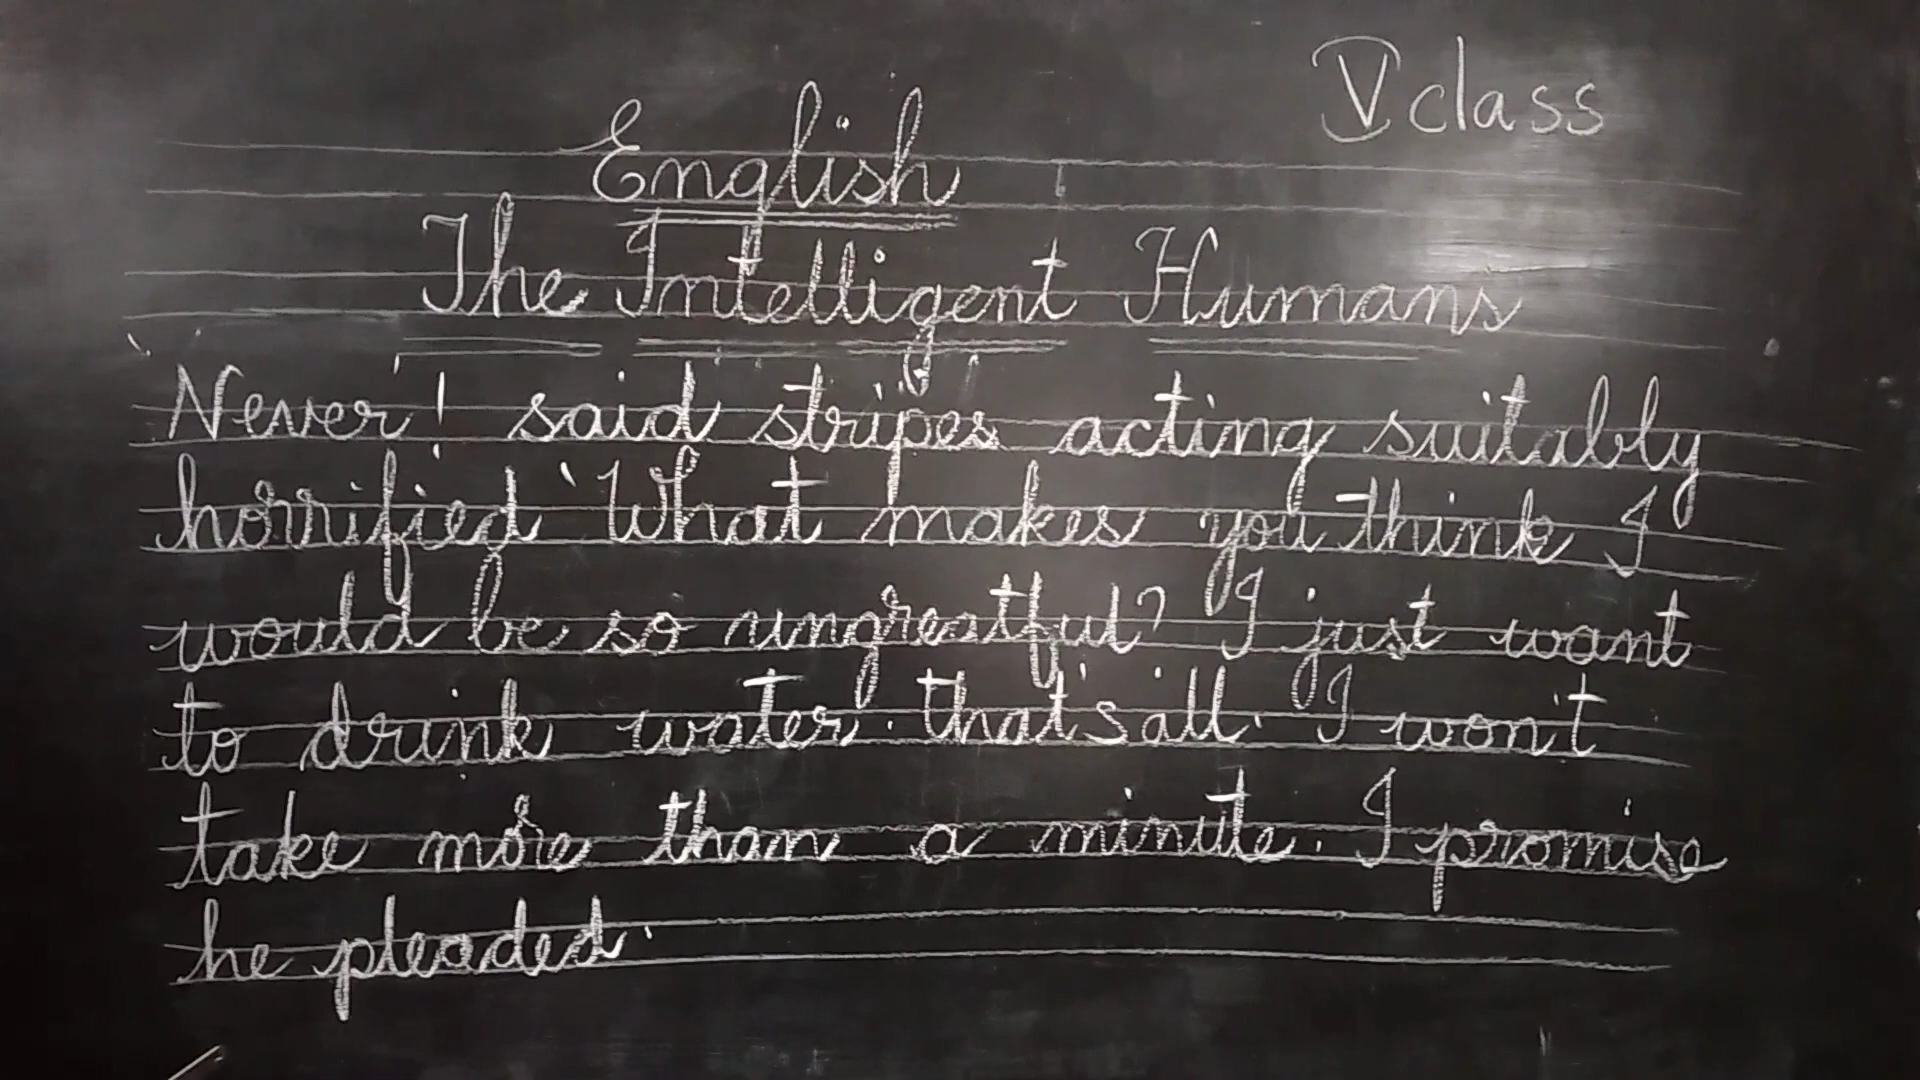 V class
English
The Intelligent Humans
'Never'! said stripes acting suitably
horrified 'What makes you think I
would be so ungreatful? I just want
to drink water. that's all. I won't
take more than a minute. I promise
he pleaded.